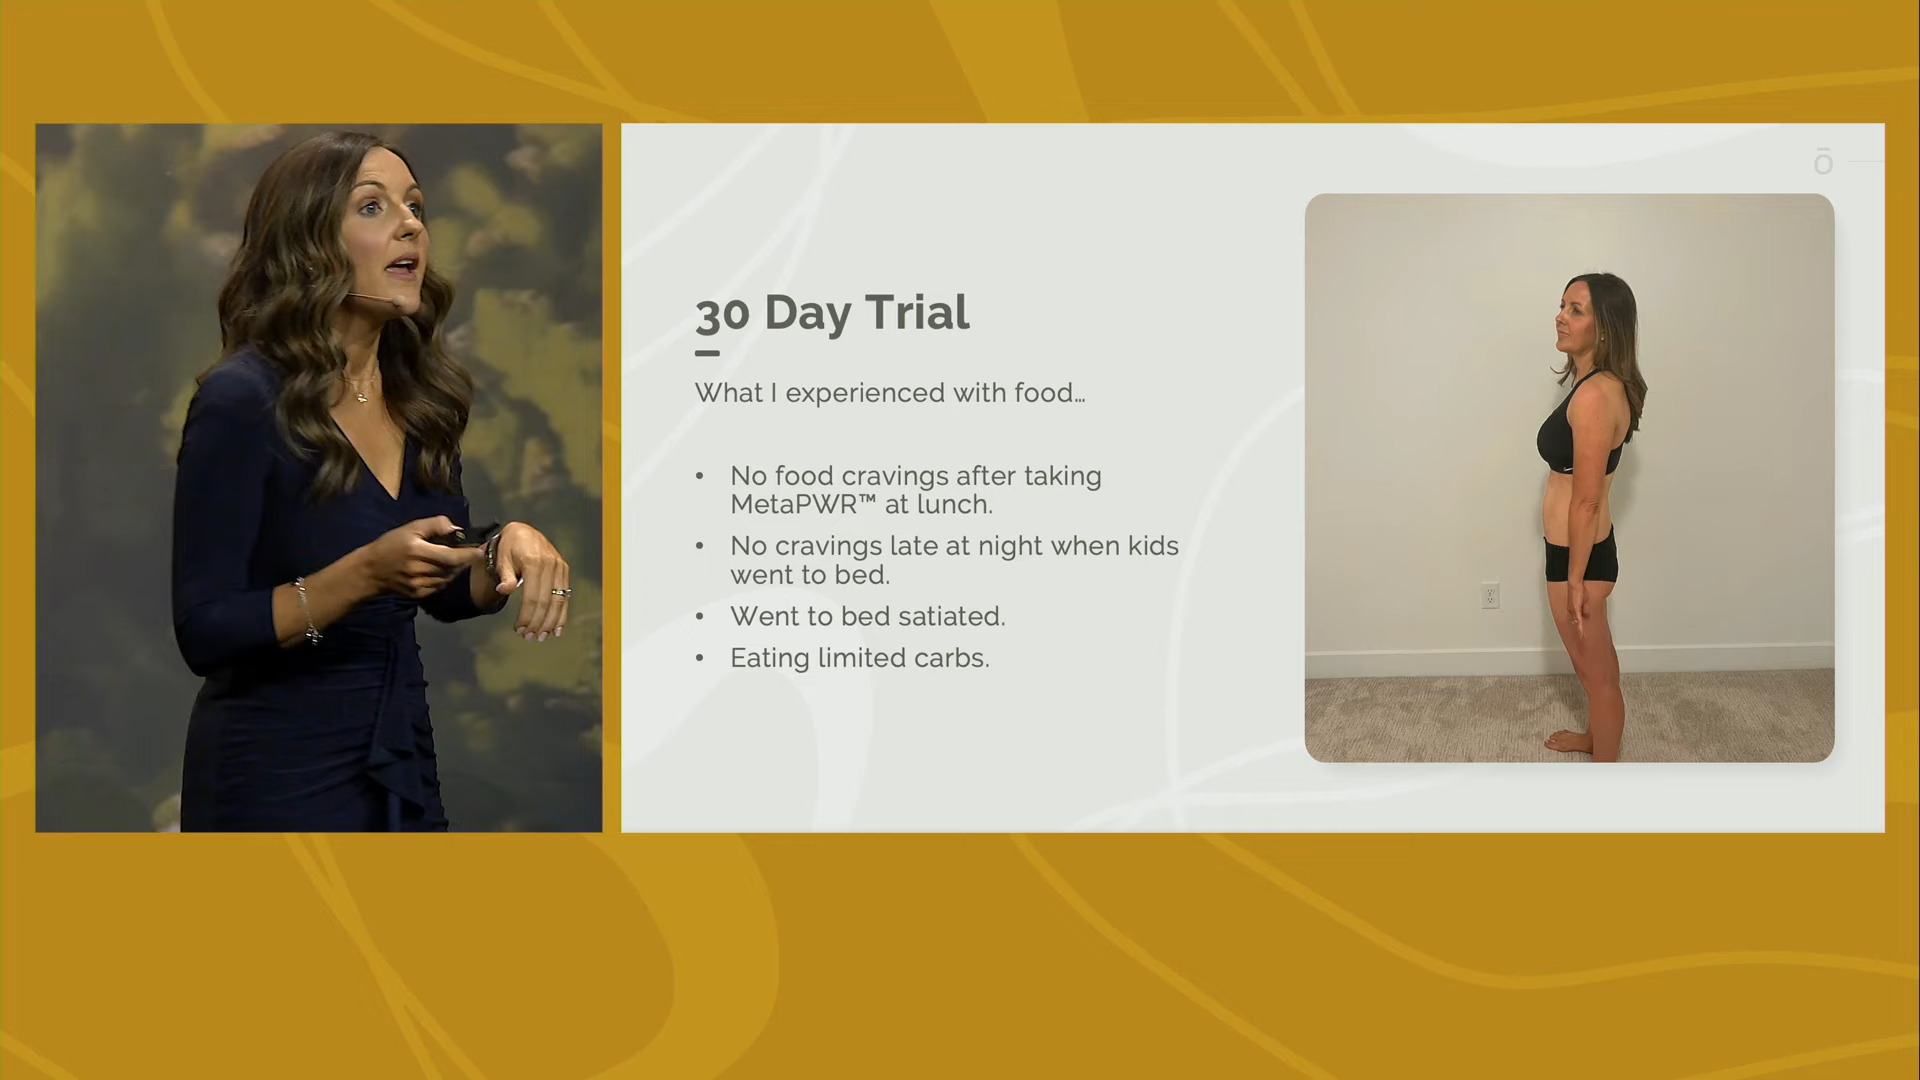 ō
30 Day Trial
What I experienced with food…
• No food cravings after taking
MetaPWR™ at lunch.
• No cravings late at night when kids
went to bed.
• Went to bed satiated.
• Eating limited carbs.